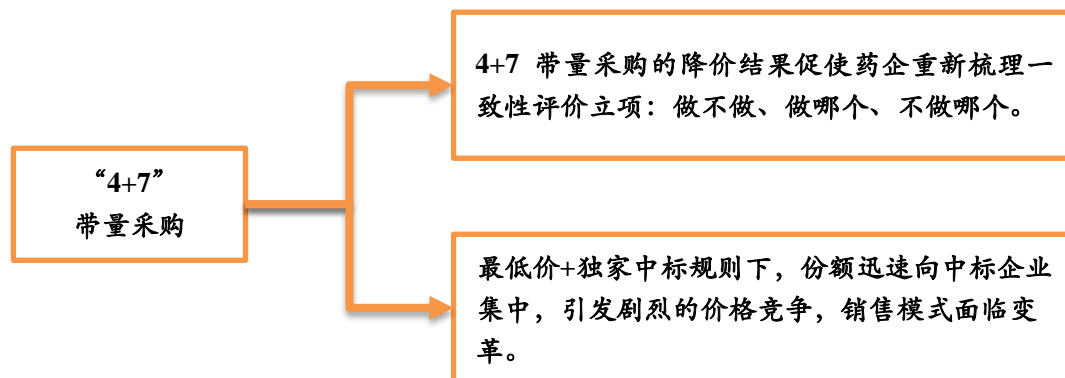 4+7 带量采购的降价结果促使药企重新梳理一
致性评价立项：做不做、做哪个、不做哪个。
“4+7”
带量采购
最低价+独家中标规则下，份额迅速向中标企业
集中，引发剧烈的价格竞争，销售模式面临变
革。